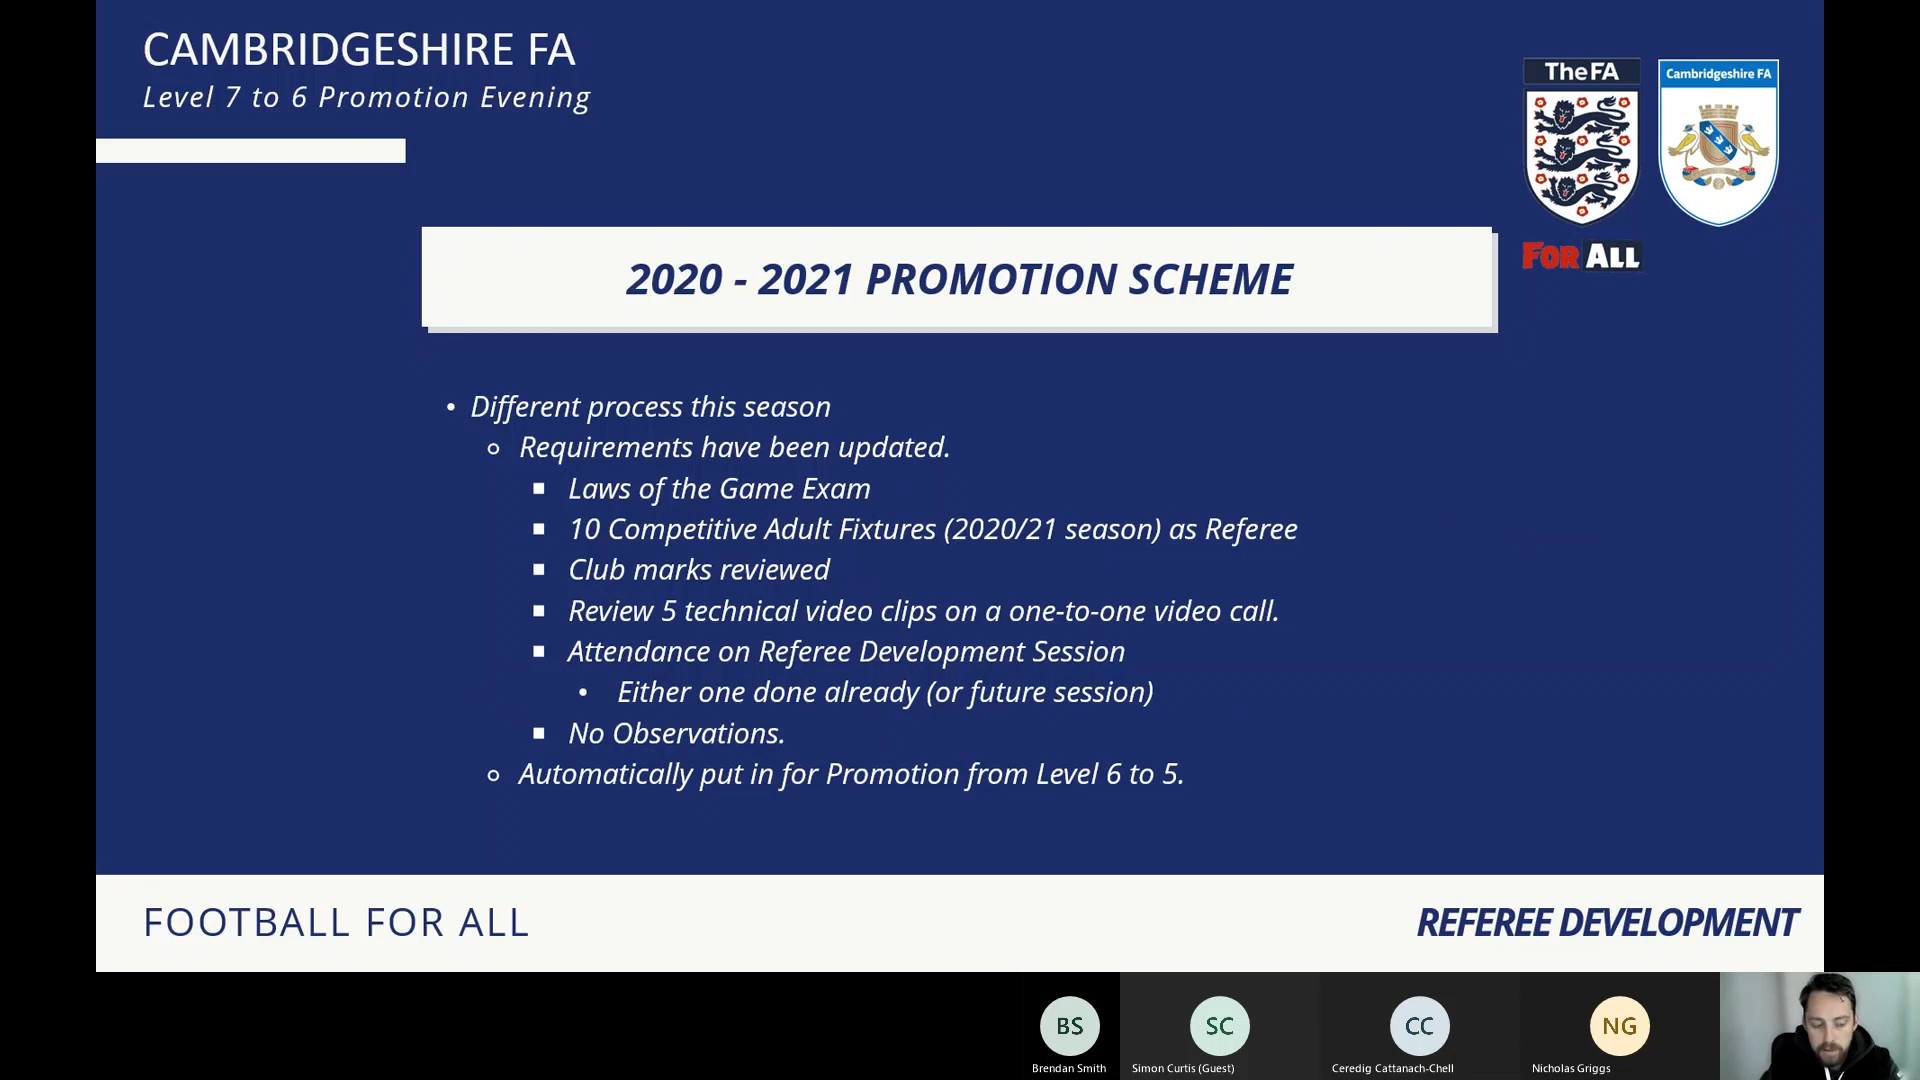 CAMBRIDGESHIRE FA
Level 7 to 6 Promotion Evening
TheFA
Cambridgeshire FA
FOR ALL
2020 - 2021 PROMOTION SCHEME
• Different process this season
○ Requirements have been updated.
▪ Laws of the Game Exam
▪ 10 Competitive Adult Fixtures (2020/21 season) as Referee
▪ Club marks reviewed
▪ Review 5 technical video clips on a one-to-one video call.
▪ Attendance on Referee Development Session
• Either one done already (or future session)
▪ No Observations.
○ Automatically put in for Promotion from Level 6 to 5.
FOOTBALL FOR ALL
REFEREE DEVELOPMENT
BS
SC
CC
NG
Brendan Smith
Simon Curtis (Guest)
Ceredig Cattanach-Chell
Nicholas Griggs